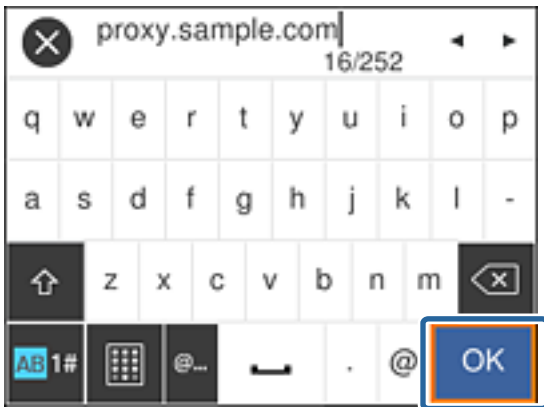 proxy.sample.com
16/252
q w e r t y u i o p
a s d f g h j k l -
z x c v b n m
AB 1# @... . @ OK